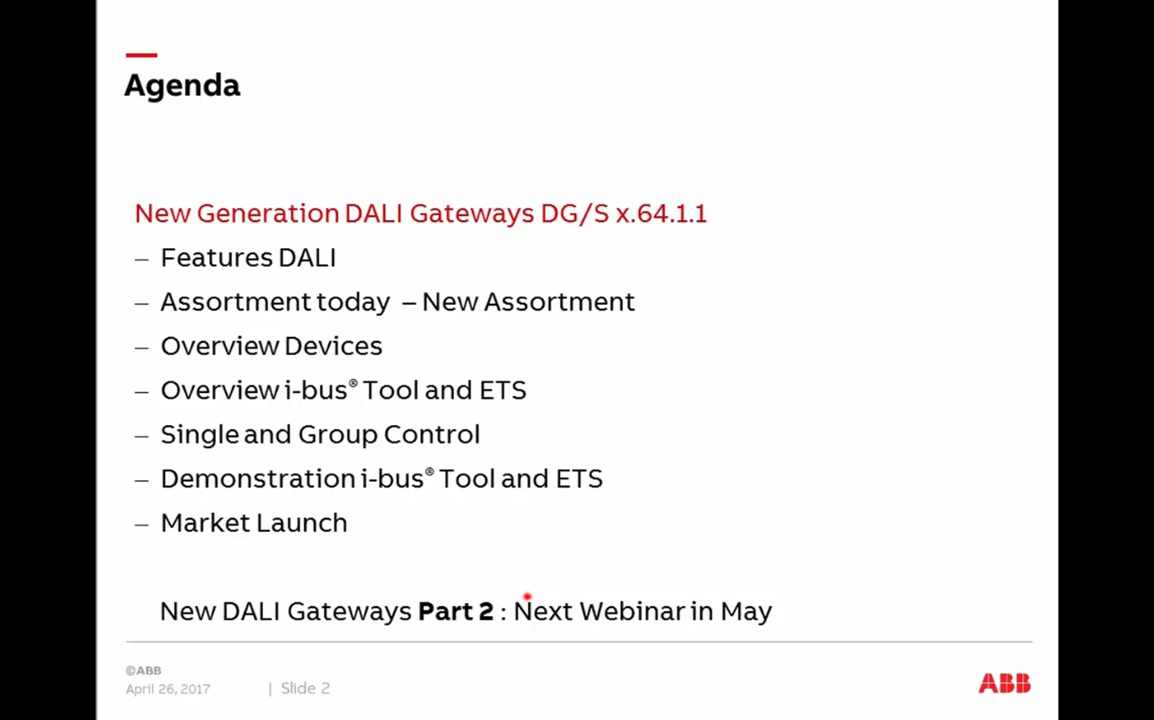 Agenda
New Generation DALI Gateways DG/S x.64.1.1
– Features DALI
– Assortment today – New Assortment
– Overview Devices
– Overview i-bus® Tool and ETS
– Single and Group Control
– Demonstration i-bus® Tool and ETS
– Market Launch
New DALI Gateways Part 2 : Next Webinar in May
©ABB
April 26, 2017 | Slide 2
ABB